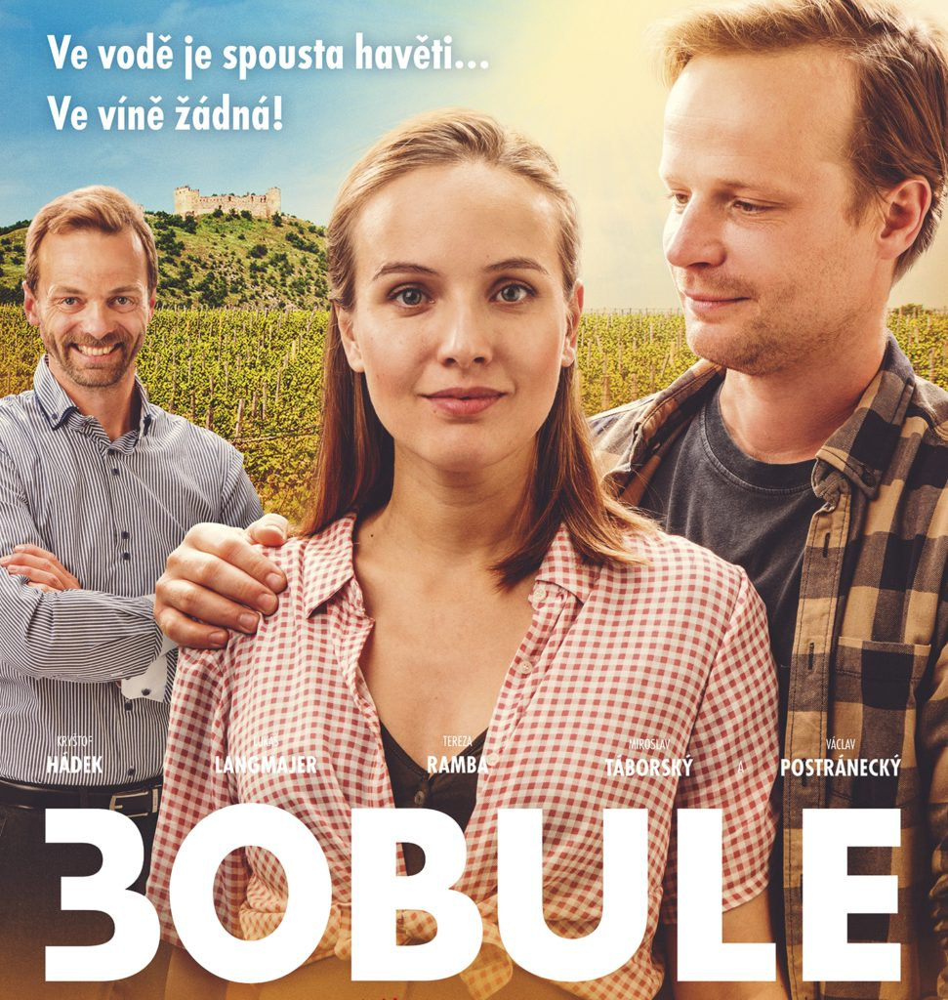 Ve vodě je spousta havěti...
Ve víně žádná!
KRYŠTOF
HÁDEK
LUKÁŠ
LANGMAJER
TEREZA
RAMBA
MIROSLAV
TÁBORSKÝ
A
VÁCLAV
POSTRÁNECKÝ
3OBULE